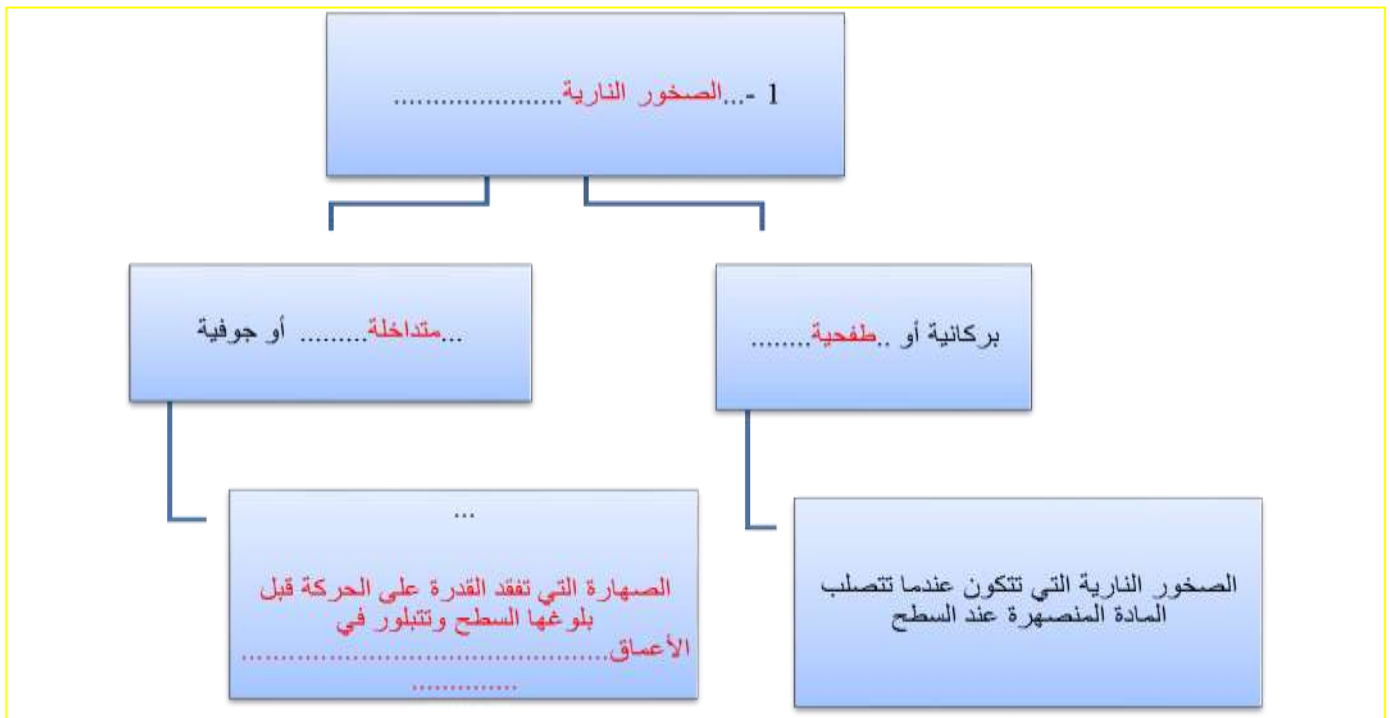 1 -...الصخور النارية......................
بركانية أو ..طفحية........
...متداخلة......... أو جوفية
الصخور النارية التي تتكون عندما تتصلب
المادة المنصهرة عند السطح
...
الصهارة التي تفقد القدرة على الحركة قبل
بلوغها السطح وتتبلور في
الأعماق...............................................
..............